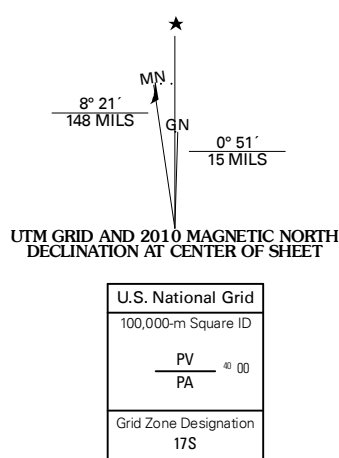 MN
8° 21´
148 MILS
GN
0° 51´
15 MILS
UTM GRID AND 2010 MAGNETIC NORTH
DECLINATION AT CENTER OF SHEET
U.S. National Grid
100,000-m Square ID
PV
40 00
PA
Grid Zone Designation
17S